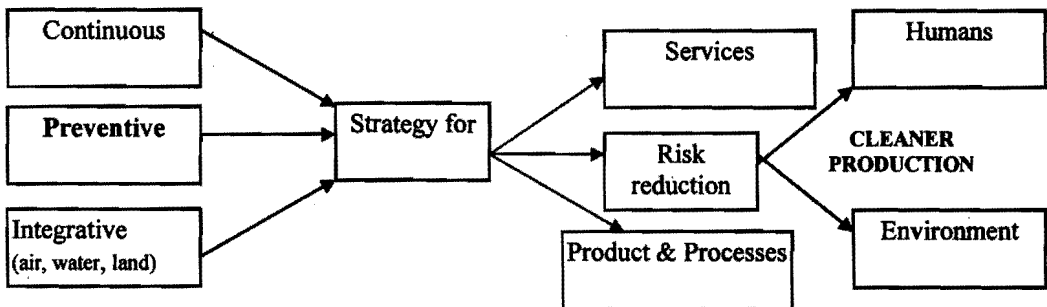 Continuous
Preventive
Integrative
(air, water, land)
Strategy for
Services
Risk
reduction
Product & Processes
Humans
CLEANER
PRODUCTION
Environment